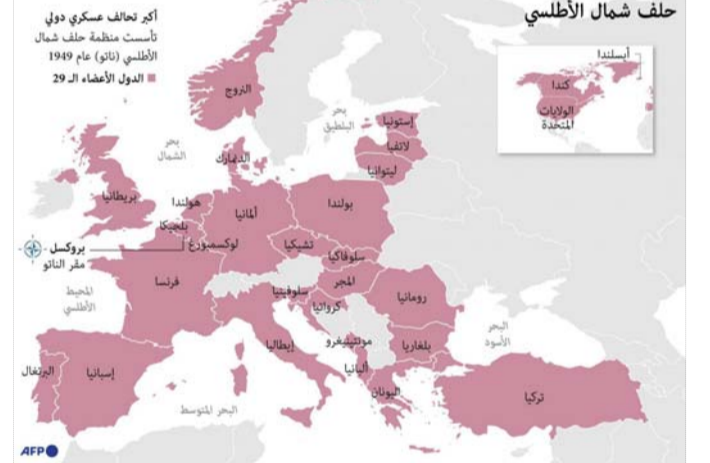 حلف شمال الأطلسي
أكبر تحالف عسكري دولي
تأسست منظمة حلف شمال
الأطلسي (ناتو) عام 1949
الدول الأعضاء الـ 29
أيسلندا
كندا
الولايات
المتحدة
النروج
بحر
البلطيق
إستونيا
لاتفيا
ليتوانيا
بحر
الشمال
الدنمارك
بريطانيا
هولندا
بلجيكا
ألمانيا
بولندا
لوكسمبورغ
بروكسل
مقر الناتو
تشيكيا
سلوفاكيا
المحيط
الأطلسي
فرنسا
المجر
سلوفينيا
كرواتيا
رومانيا
البحر
الأسود
إيطاليا
مونتينيغرو
بلغاريا
ألبانيا
البرتغال
إسبانيا
اليونان
تركيا
البحر المتوسط
AFP